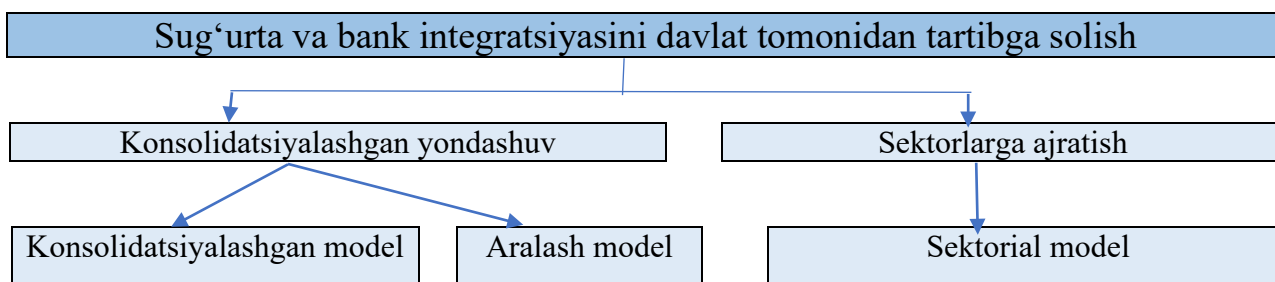 Sug‘urta va bank integratsiyasini davlat tomonidan tartibga solish
Konsolidatsiyalashgan yondashuv
Sektorlarga ajratish
Konsolidatsiyalashgan model
Aralash model
Sektorial model